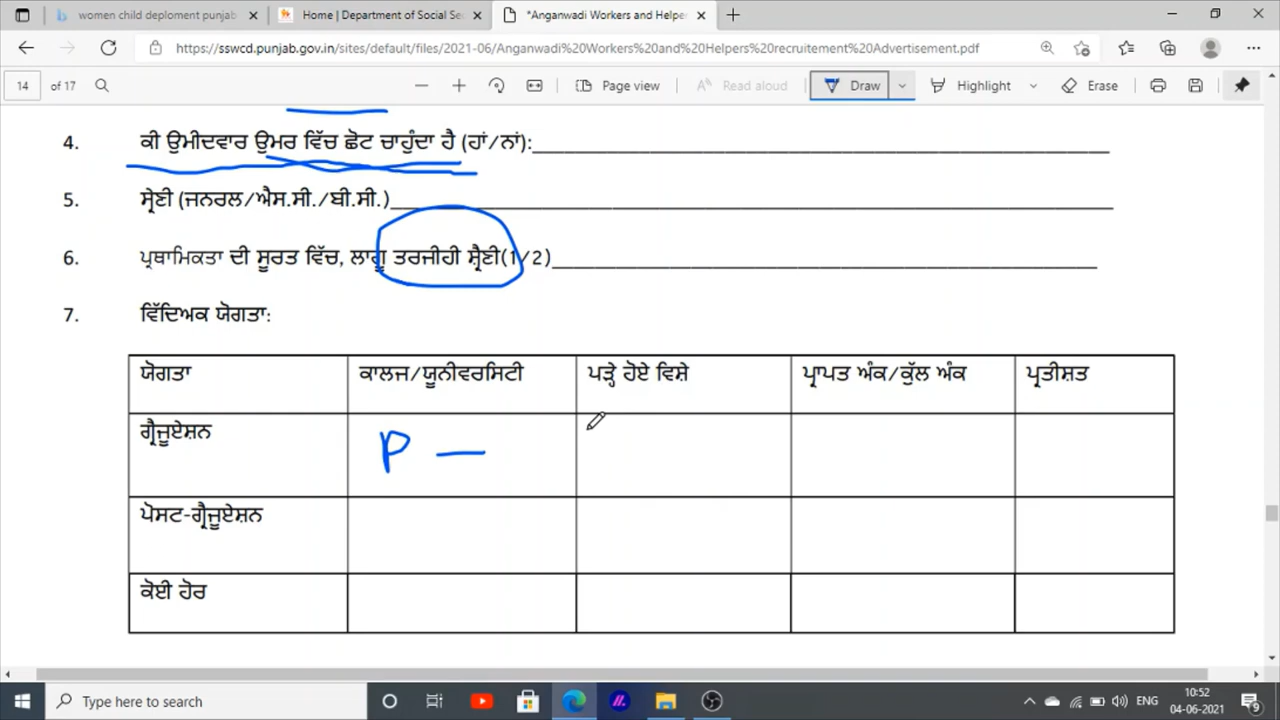 women child deploment punjab
Home | Department of Social Se
*Anganwadi Workers and Helpe
https://sswcd.punjab.gov.in/sites/default/files/2021-06/Anganwadi%20Workers%20and%20Helpers%20recruitement%20Advertisement.pdf
14 of 17 Page view Read aloud Draw Highlight Erase
4. ਕੀ ਉਮੀਦਵਾਰ ਉਮਰ ਵਿੱਚ ਛੋਟ ਚਾਹੁੰਦਾ ਹੈ (ਹਾਂ/ਨਾਂ):
5. ਸ਼੍ਰੇਣੀ (ਜਨਰਲ/ਐਸ.ਸੀ./ਬੀ.ਸੀ.)
6. ਪ੍ਰਥਾਮਿਕਤਾ ਦੀ ਸੂਰਤ ਵਿੱਚ, ਲਾਗੂ ਤਰਜੀਹੀ ਸ਼੍ਰੈਣੀ(1/2)
7. ਵਿੱਦਿਅਕ ਯੋਗਤਾ:
ਯੋਗਤਾ ਕਾਲਜ/ਯੂਨੀਵਰਸਿਟੀ ਪੜ੍ਹੇ ਹੋਏ ਵਿਸ਼ੇ ਪ੍ਰਾਪਤ ਅੰਕ/ਕੁੱਲ ਅੰਕ ਪ੍ਰਤੀਸ਼ਤ
ਗ੍ਰੈਜੂਏਸ਼ਨ P —
ਪੋਸਟ-ਗ੍ਰੈਜੂਏਸ਼ਨ
ਕੋਈ ਹੋਰ
Type here to search
ENG
10:52
04-06-2021